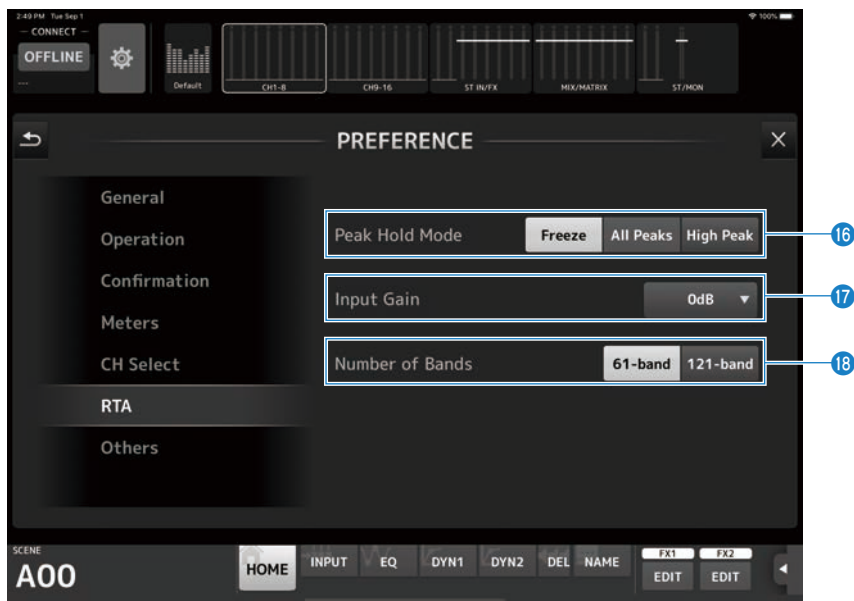 2:49 PM Tue Sep 1
100%
CONNECT
OFFLINE
---
Default
CH1-8
CH9-16
ST IN/FX
MIX/MATRIX
ST/MON
PREFERENCE
General
Operation
Confirmation
Meters
CH Select
RTA
Others
Peak Hold Mode
Freeze All Peaks High Peak
16
Input Gain
0dB
17
Number of Bands
61-band 121-band
18
SCENE
A00
HOME INPUT EQ DYN1 DYN2 DEL NAME
FX1 FX2
EDIT EDIT